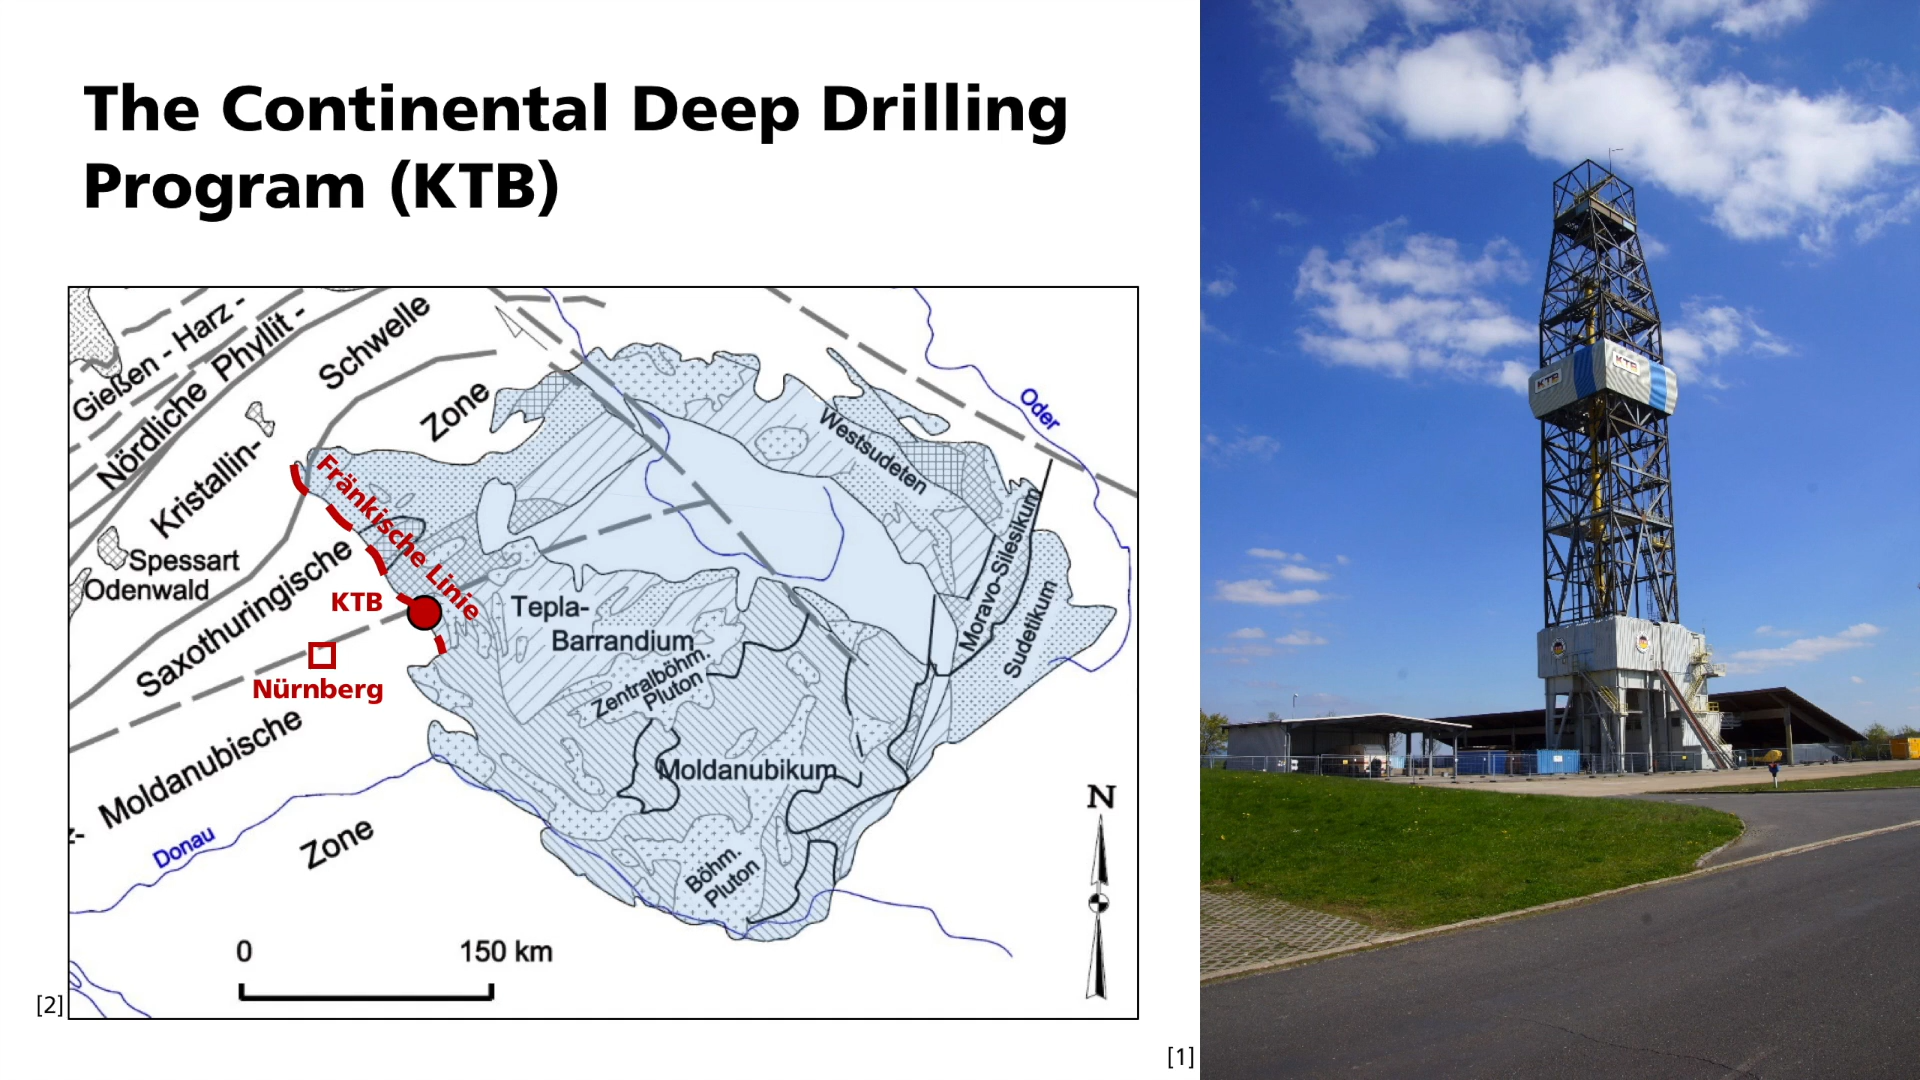 The Continental Deep Drilling
Program (KTB)
Gießen - Harz -
Nördliche Phyllit -
Schwelle
Kristallin-
Zone
Spessart
Odenwald
Saxothuringische
Fränkische Linie
KTB
Nürnberg
Moldanubische
Zone
z-
Donau
Oder
Westsudeten
Moravo-Silesikum
Sudetikum
Tepla-
Barrandium
Zentralböhm.
Pluton
Moldanubikum
Böhm.
Pluton
N
0 150 km
[2]
[1]
KTB
KTB